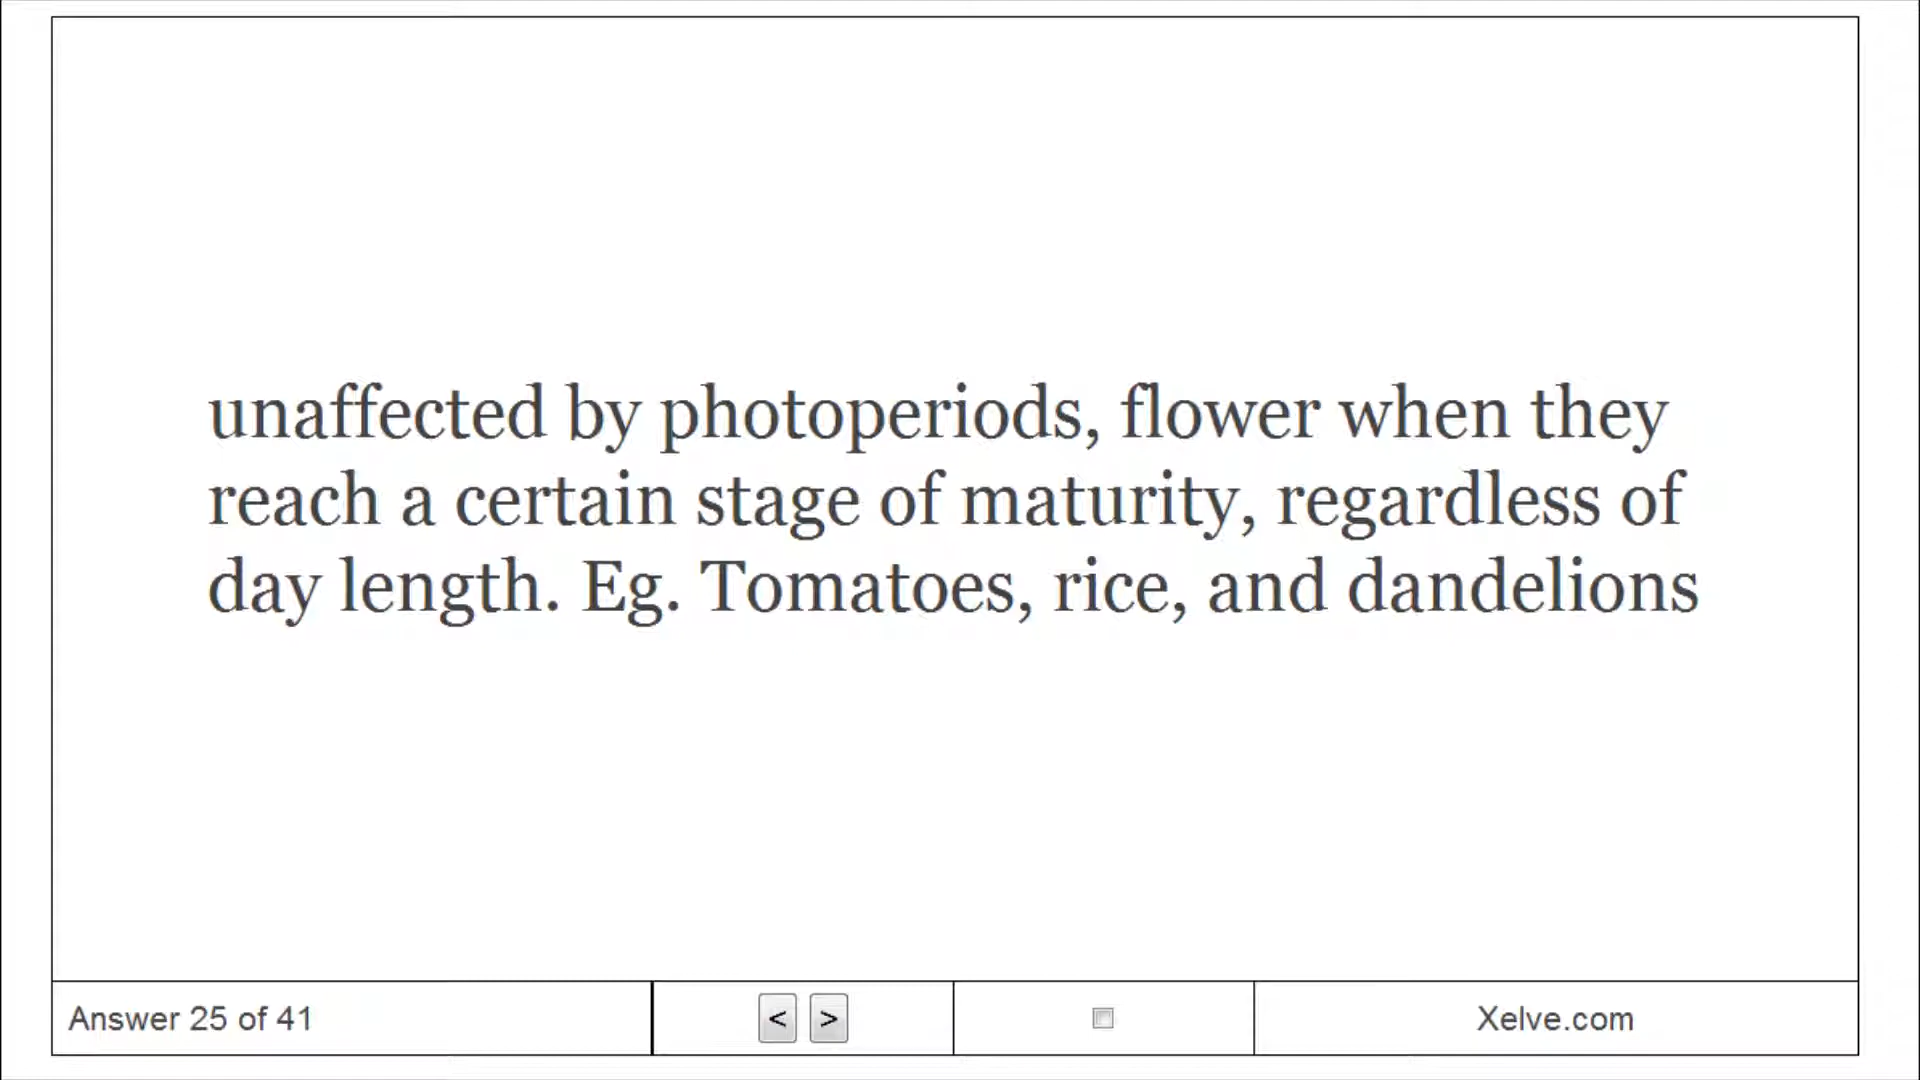 unaffected by photoperiods, flower when they
reach a certain stage of maturity, regardless of
day length. Eg. Tomatoes, rice, and dandelions
Answer 25 of 41
< >
Xelve.com